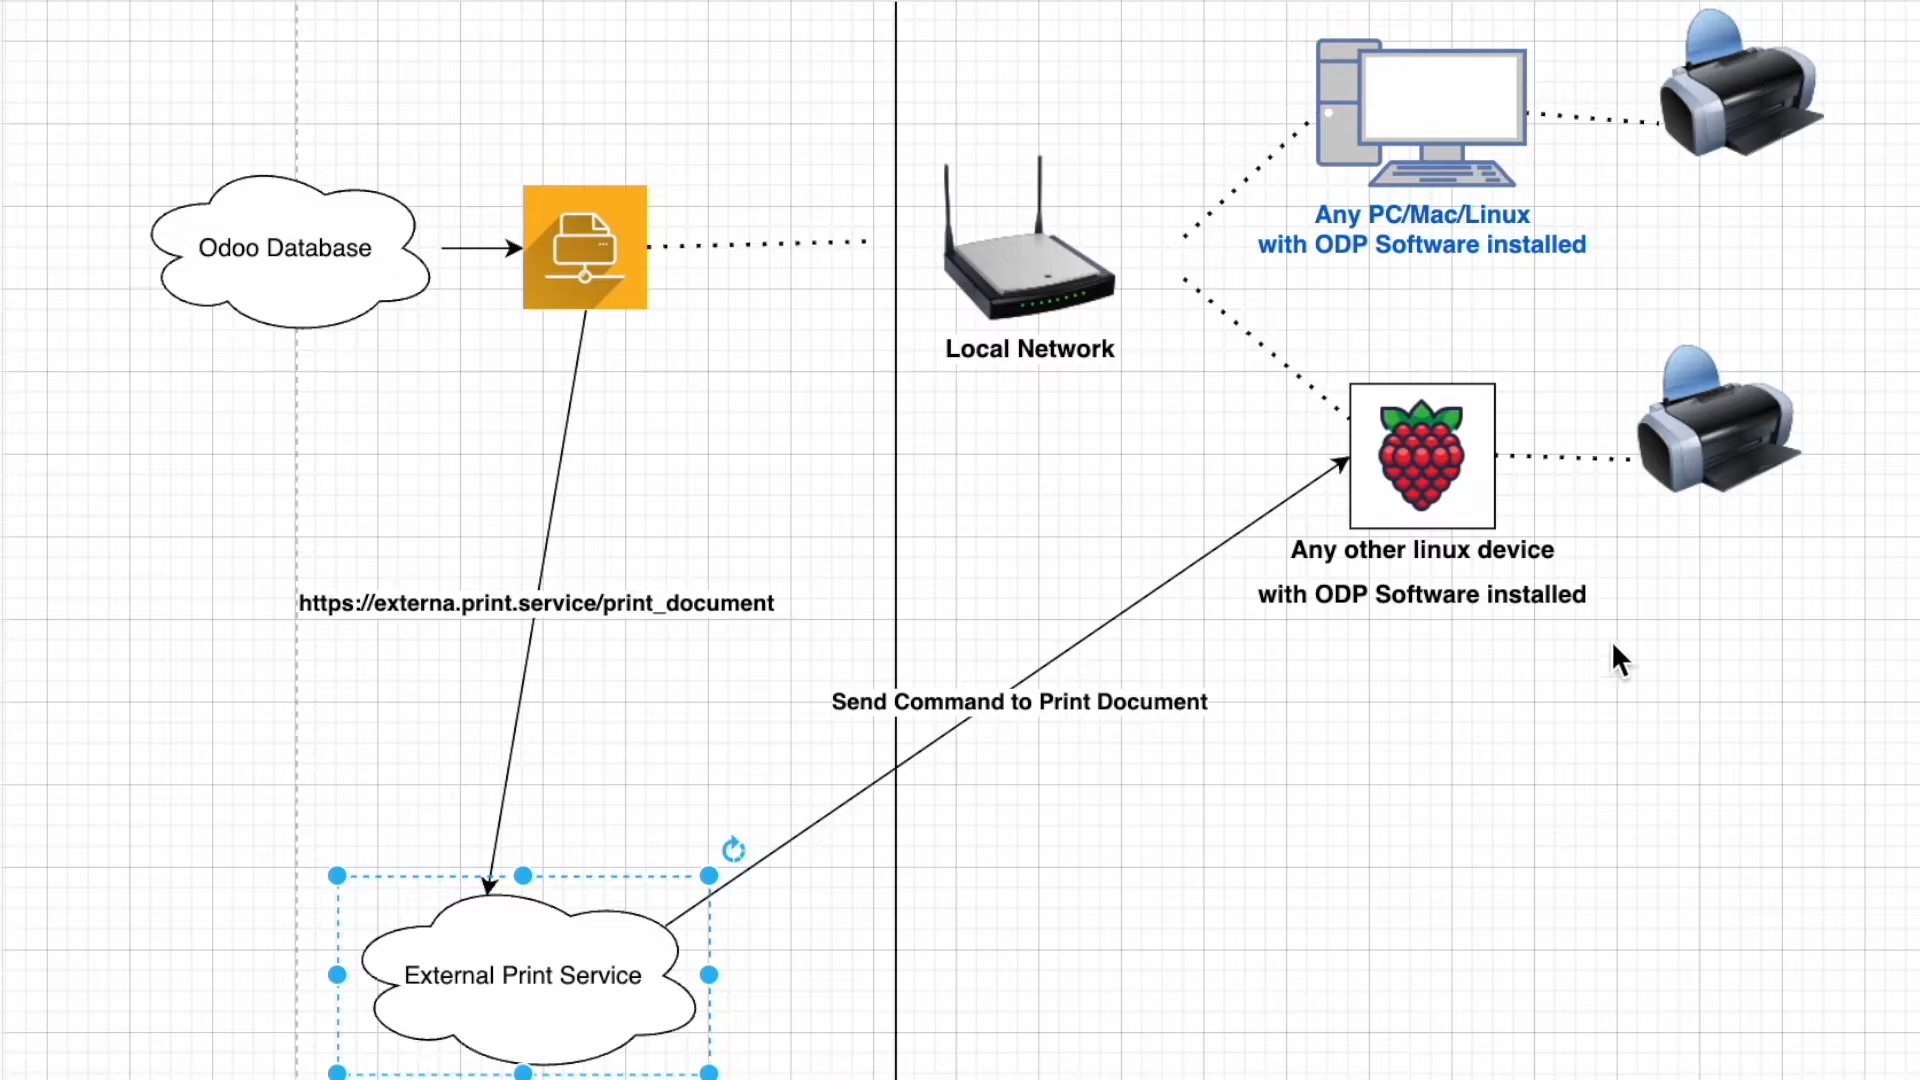 Odoo Database
Any PC/Mac/Linux
with ODP Software installed
Local Network
Any other linux device
with ODP Software installed
https://externa.print.service/print_document
Send Command to Print Document
External Print Service